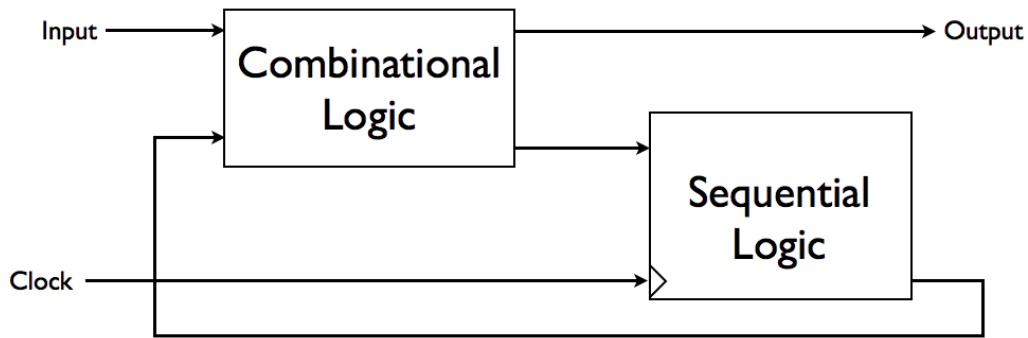 Input
Combinational
Logic
Output
Sequential
Logic
Clock